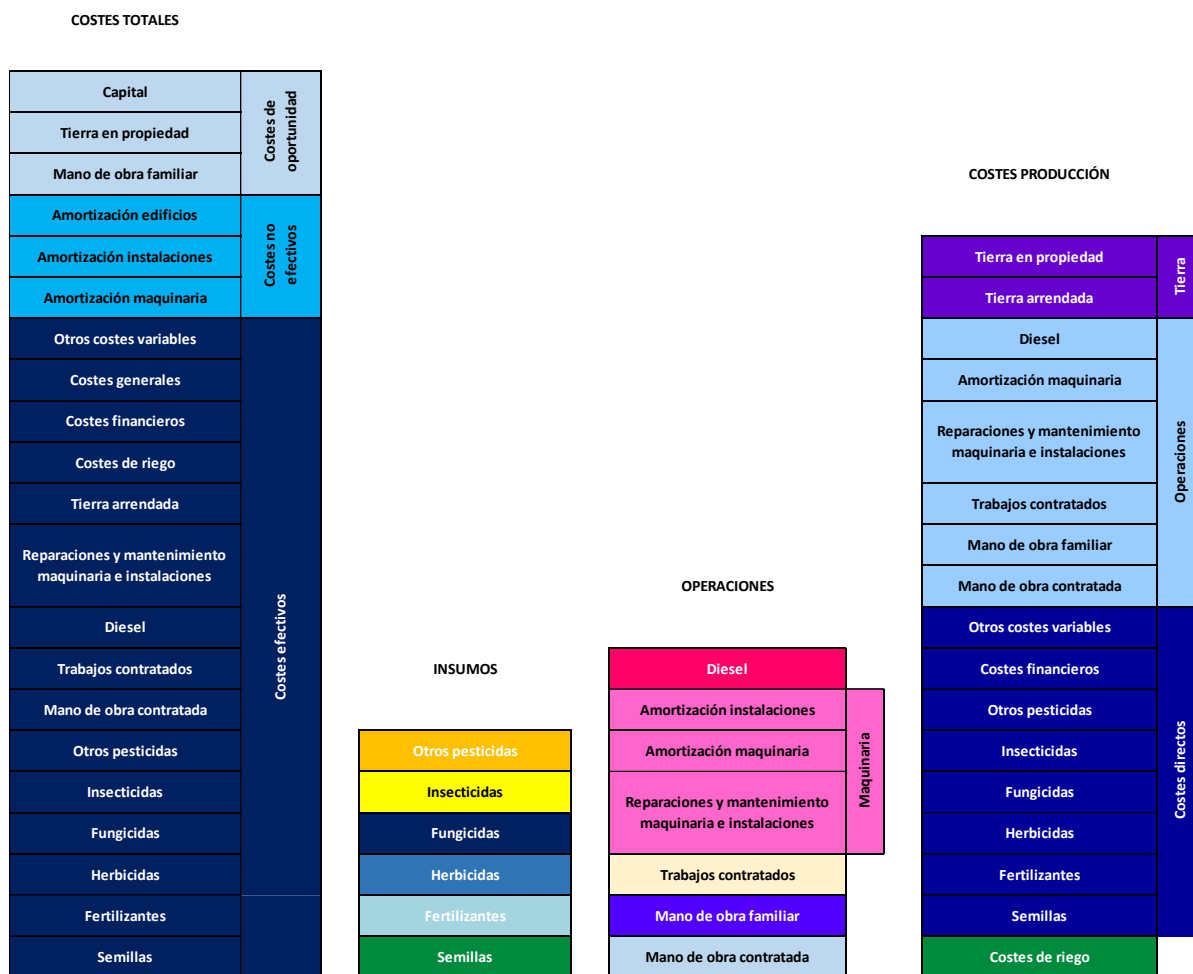 COSTES TOTALES
Capital
Tierra en propiedad
Mano de obra familiar
Costes de
oportunidad
Amortización edificios
Amortización instalaciones
Amortización maquinaria
Costes no
efectivos
Otros costes variables
Costes generales
Costes financieros
Costes de riego
Tierra arrendada
Reparaciones y mantenimiento
maquinaria e instalaciones
Diesel
Trabajos contratados
Mano de obra contratada
Otros pesticidas
Insecticidas
Fungicidas
Herbicidas
Fertilizantes
Semillas
Costes efectivos
INSUMOS
Otros pesticidas
Insecticidas
Fungicidas
Herbicidas
Fertilizantes
Semillas
OPERACIONES
Diesel
Amortización instalaciones
Amortización maquinaria
Reparaciones y mantenimiento
maquinaria e instalaciones
Maquinaria
Trabajos contratados
Mano de obra familiar
Mano de obra contratada
COSTES PRODUCCIÓN
Tierra en propiedad
Tierra arrendada
Tierra
Diesel
Amortización maquinaria
Reparaciones y mantenimiento
maquinaria e instalaciones
Trabajos contratados
Mano de obra familiar
Mano de obra contratada
Operaciones
Otros costes variables
Costes financieros
Otros pesticidas
Insecticidas
Fungicidas
Herbicidas
Fertilizantes
Semillas
Costes directos
Costes de riego